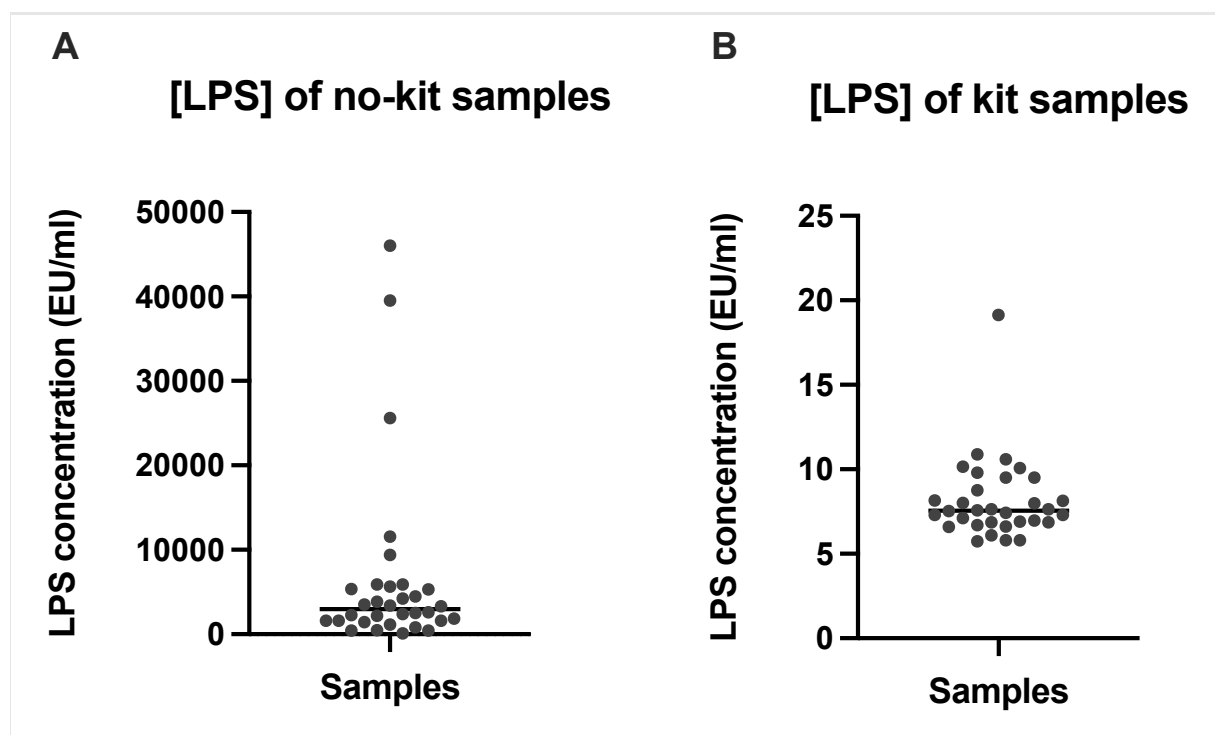 A
[LPS] of no-kit samples
LPS concentration (EU/ml)
50000
40000
30000
20000
10000
0
Samples
B
[LPS] of kit samples
LPS concentration (EU/ml)
25
20
15
10
5
0
Samples